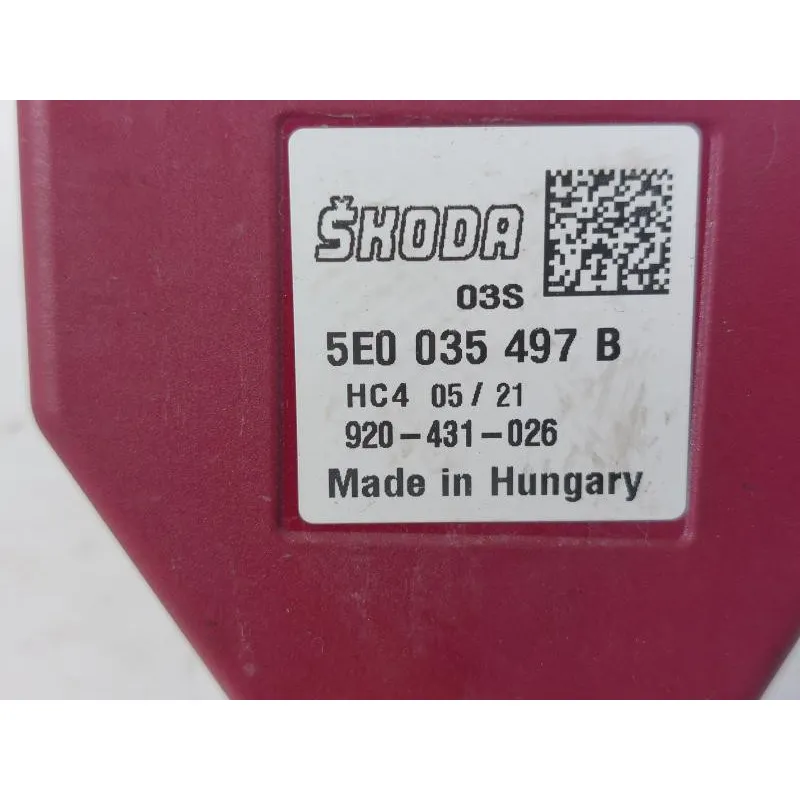 ŠKODA
03S
5E0 035 497 B
HC4 05/21
920-431-026
Made in Hungary